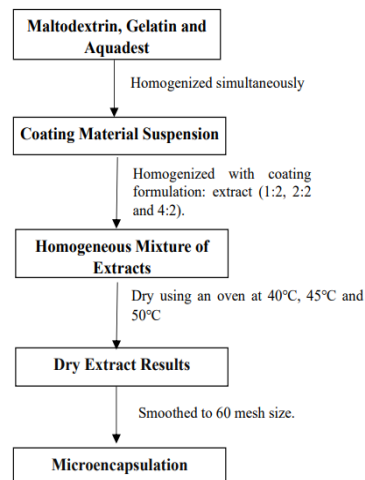 Maltodextrin, Gelatin and
Aquadest
Homogenized simultaneously
Coating Material Suspension
Homogenized with coating
formulation: extract (1:2, 2:2
and 4:2).
Homogeneous Mixture of
Extracts
Dry using an oven at 40℃, 45℃ and
50℃
Dry Extract Results
Smoothed to 60 mesh size.
Microencapsulation